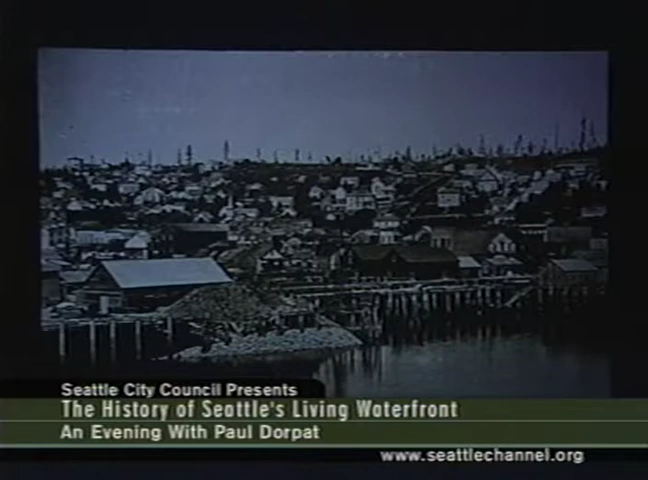 Seattle City Council Presents
The History of Seattle's Living Waterfront
An Evening With Paul Dorpat
www.seattlechannel.org